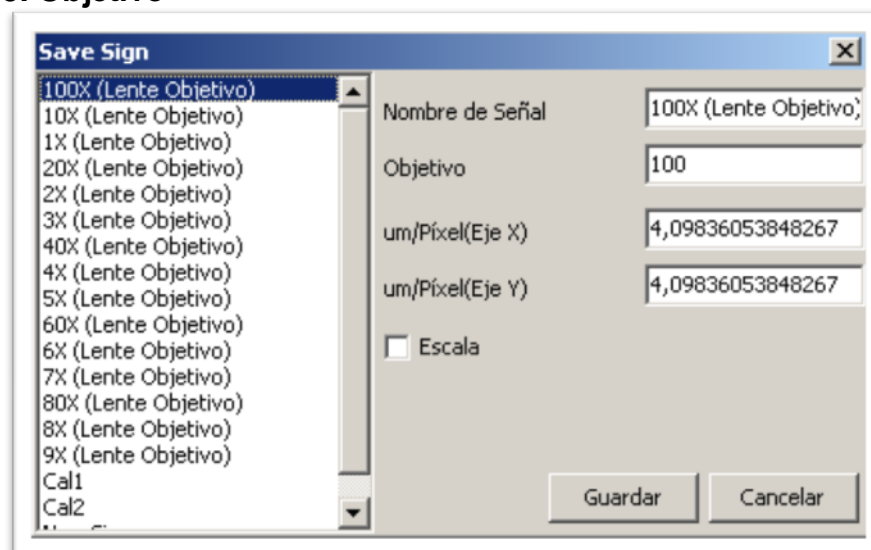 Save Sign
100X (Lente Objetivo)
10X (Lente Objetivo)
1X (Lente Objetivo)
20X (Lente Objetivo)
2X (Lente Objetivo)
3X (Lente Objetivo)
40X (Lente Objetivo)
4X (Lente Objetivo)
5X (Lente Objetivo)
60X (Lente Objetivo)
6X (Lente Objetivo)
7X (Lente Objetivo)
80X (Lente Objetivo)
8X (Lente Objetivo)
9X (Lente Objetivo)
Cal1
Cal2
Nombre de Señal 100X (Lente Objetivo)
Objetivo 100
um/Píxel(Eje X) 4,09836053848267
um/Píxel(Eje Y) 4,09836053848267
Escala
Guardar Cancelar